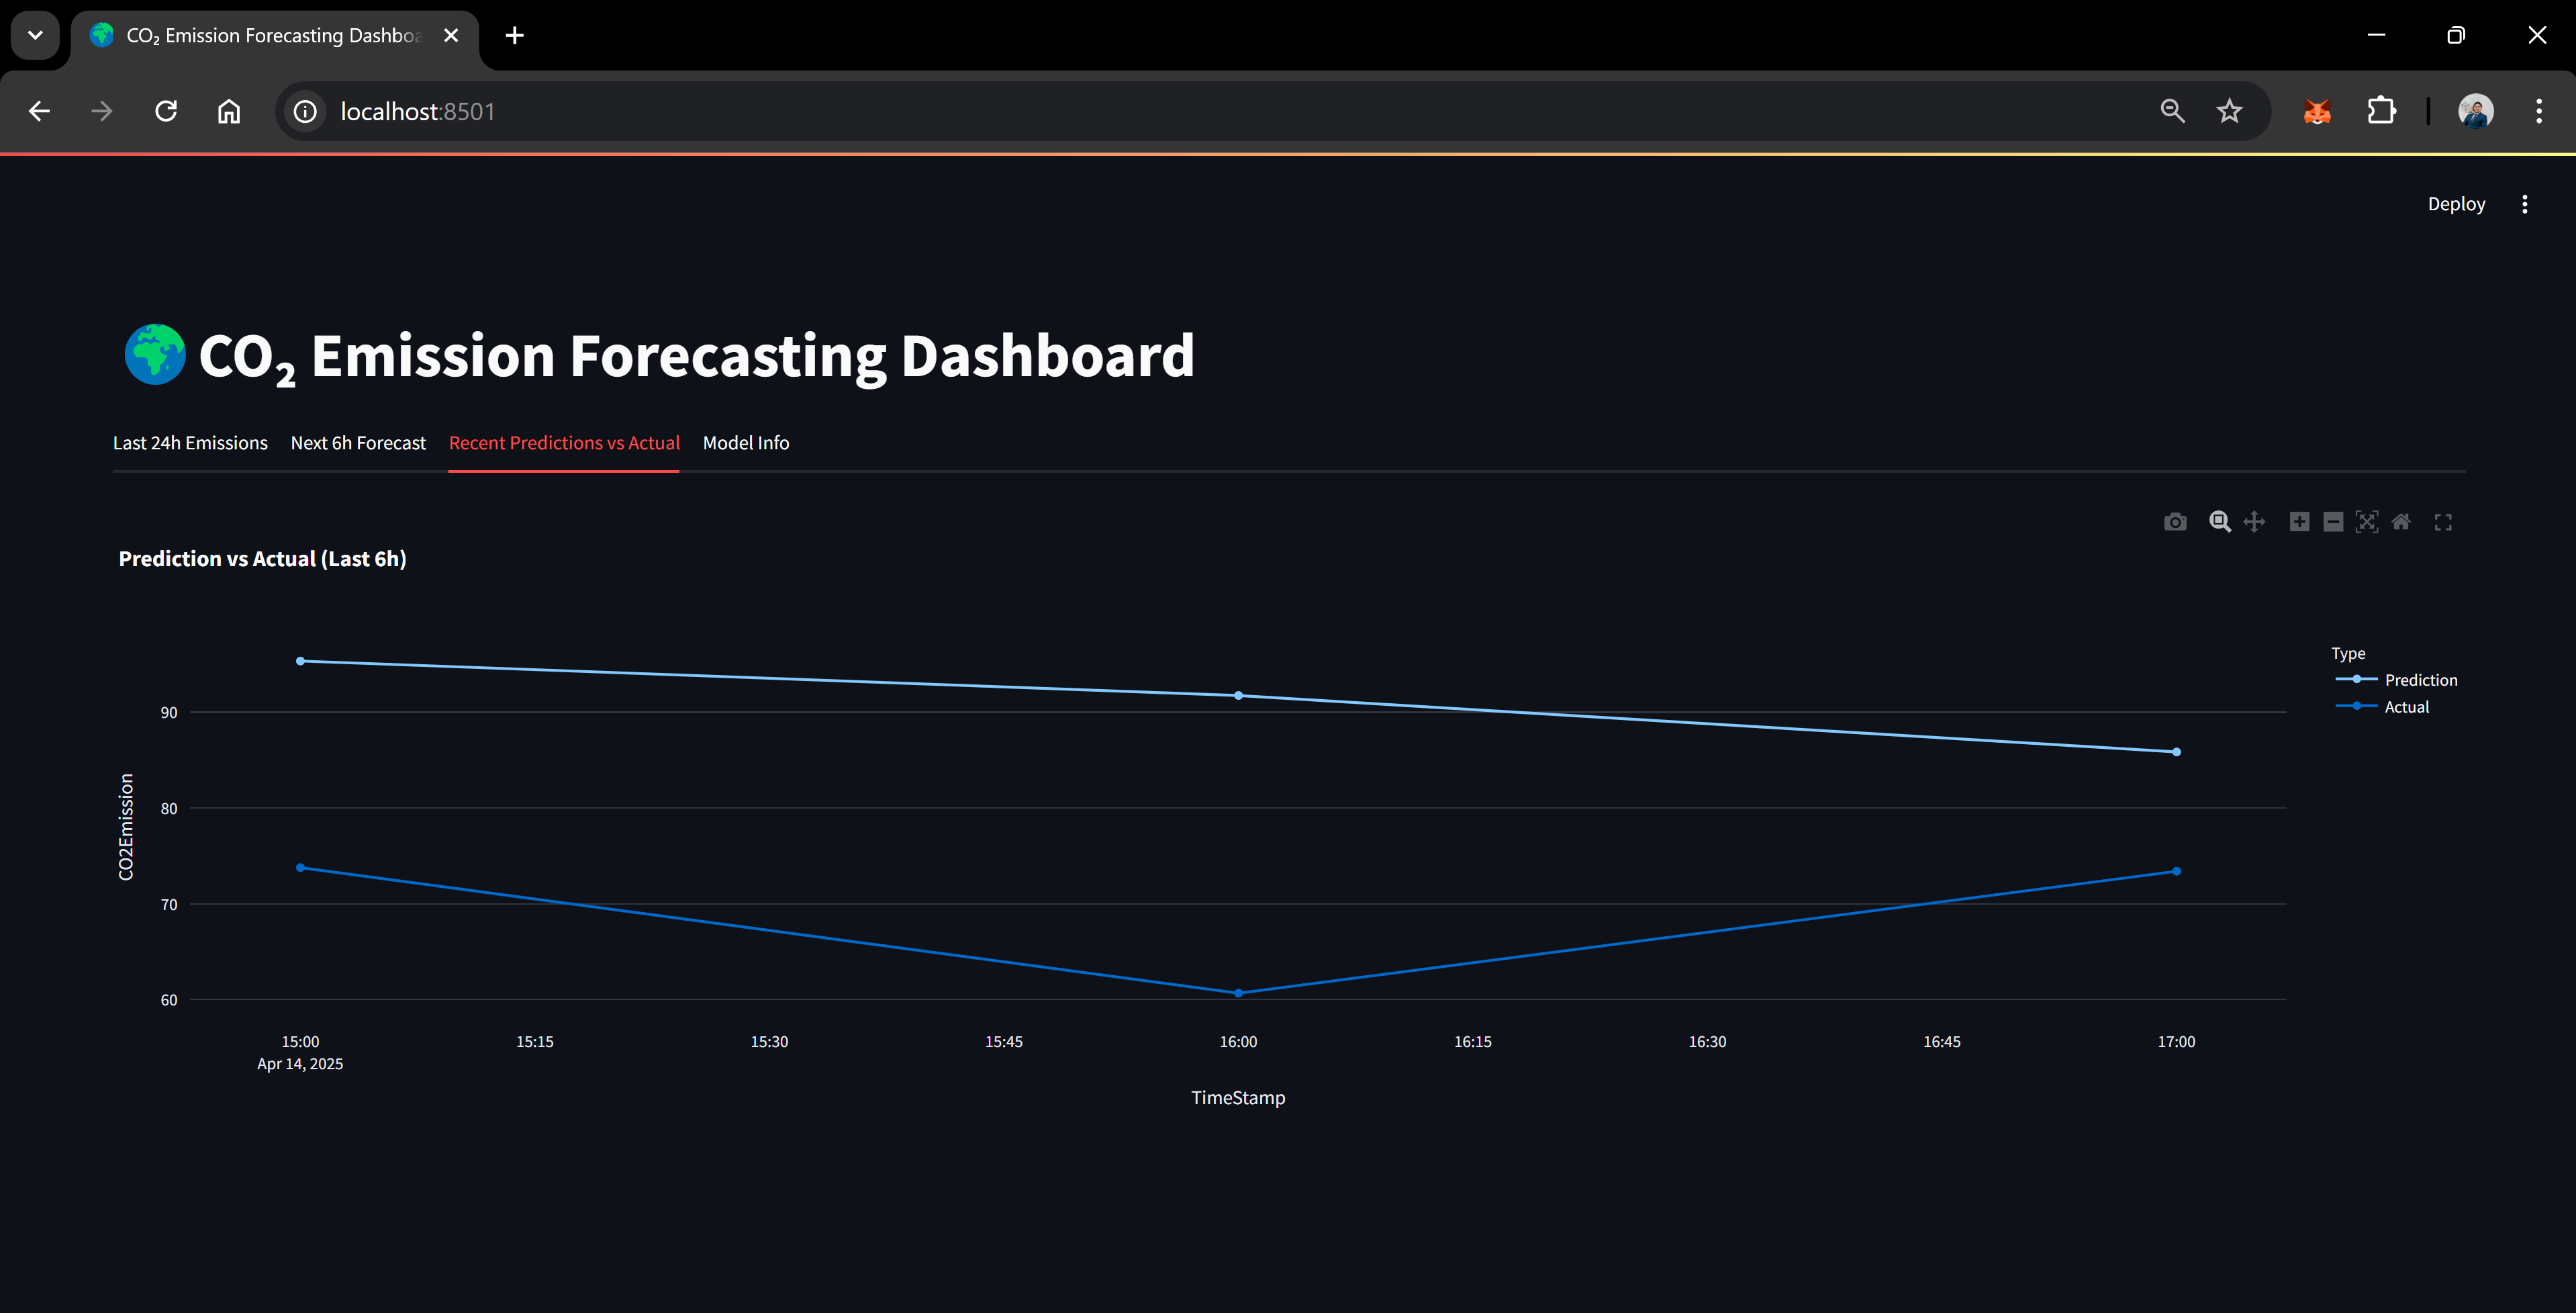 CO₂ Emission Forecasting Dashboa
localhost:8501
Deploy
CO₂ Emission Forecasting Dashboard
Last 24h Emissions Next 6h Forecast Recent Predictions vs Actual Model Info
Prediction vs Actual (Last 6h)
Type
Prediction
Actual
CO2Emission
90
80
70
60
15:00 15:15 15:30 15:45 16:00 16:15 16:30 16:45 17:00
Apr 14, 2025
TimeStamp